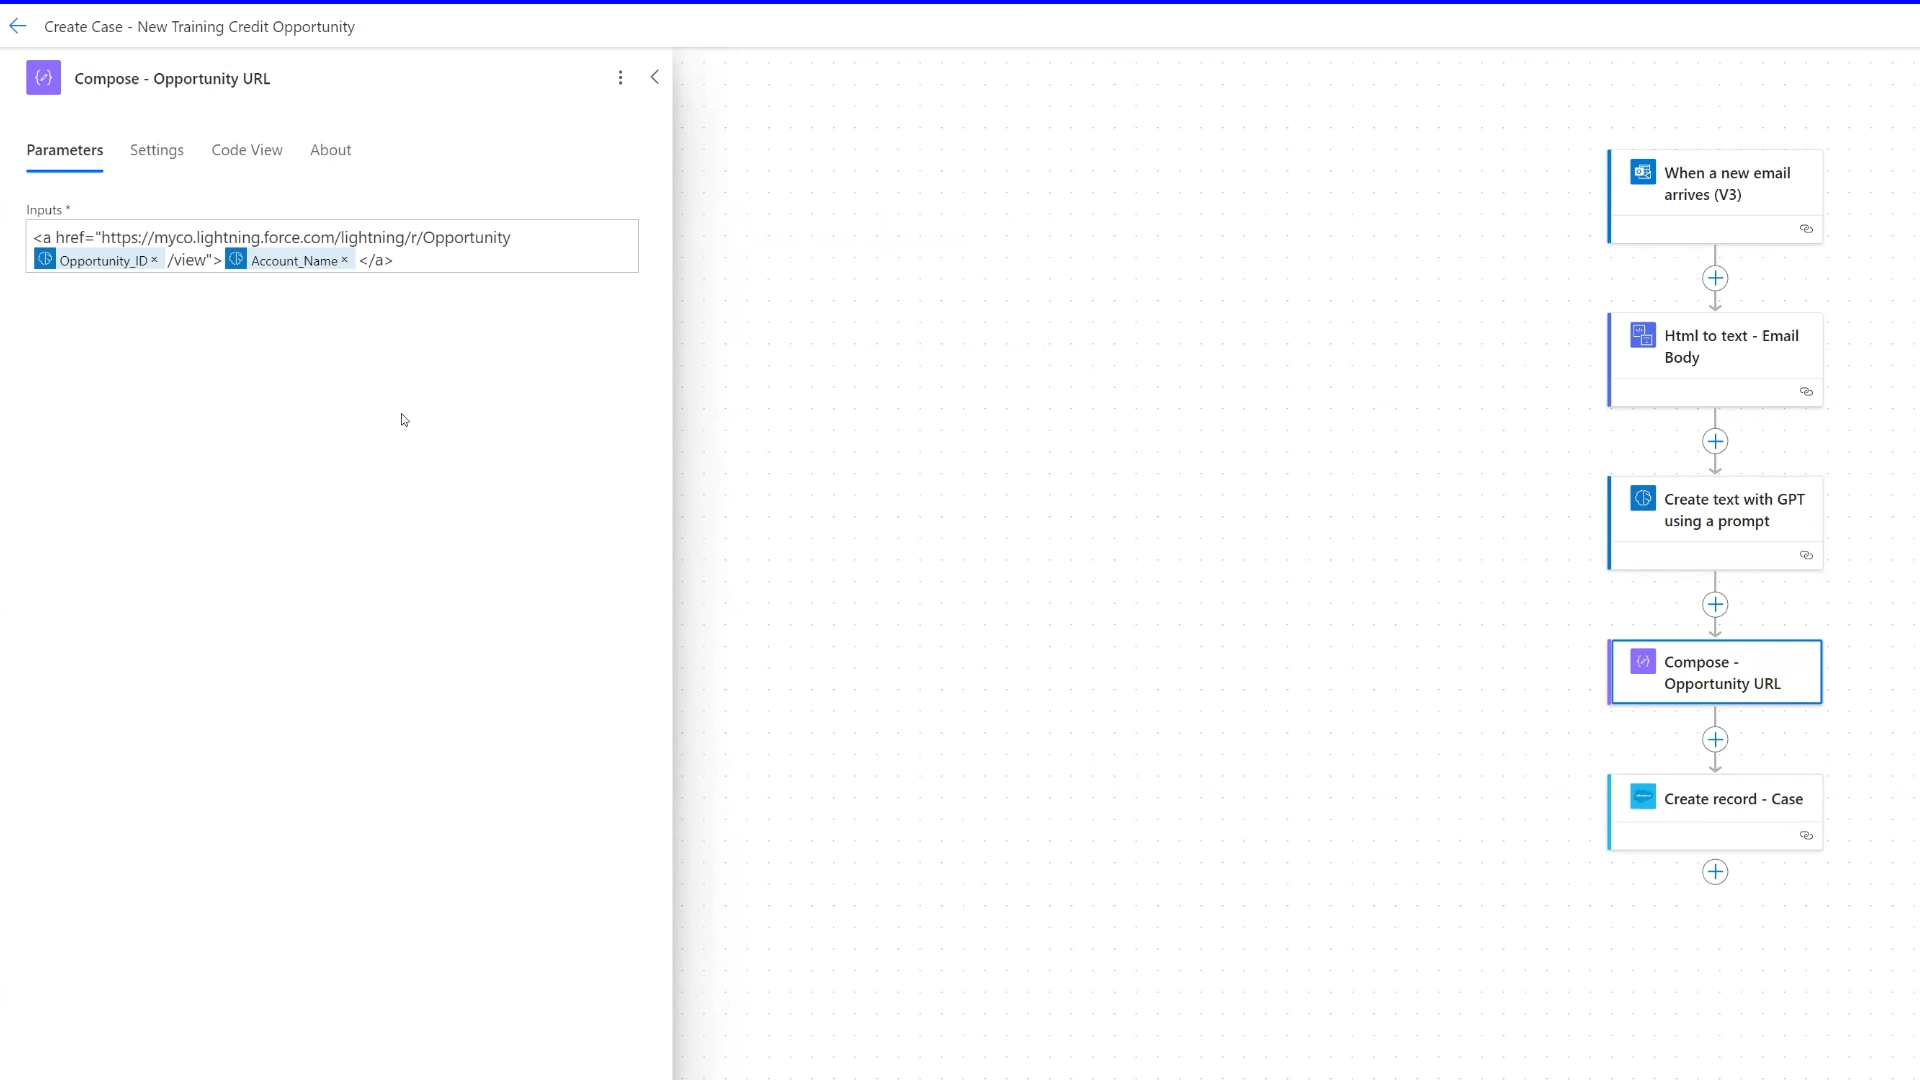 Create Case - New Training Credit Opportunity
Compose - Opportunity URL
Parameters Settings Code View About
Inputs *
<a href="https://myco.lightning.force.com/lightning/r/Opportunity
Opportunity_ID × /view"> Account_Name × </a>
When a new email
arrives (V3)
Html to text - Email
Body
Create text with GPT
using a prompt
Compose -
Opportunity URL
Create record - Case